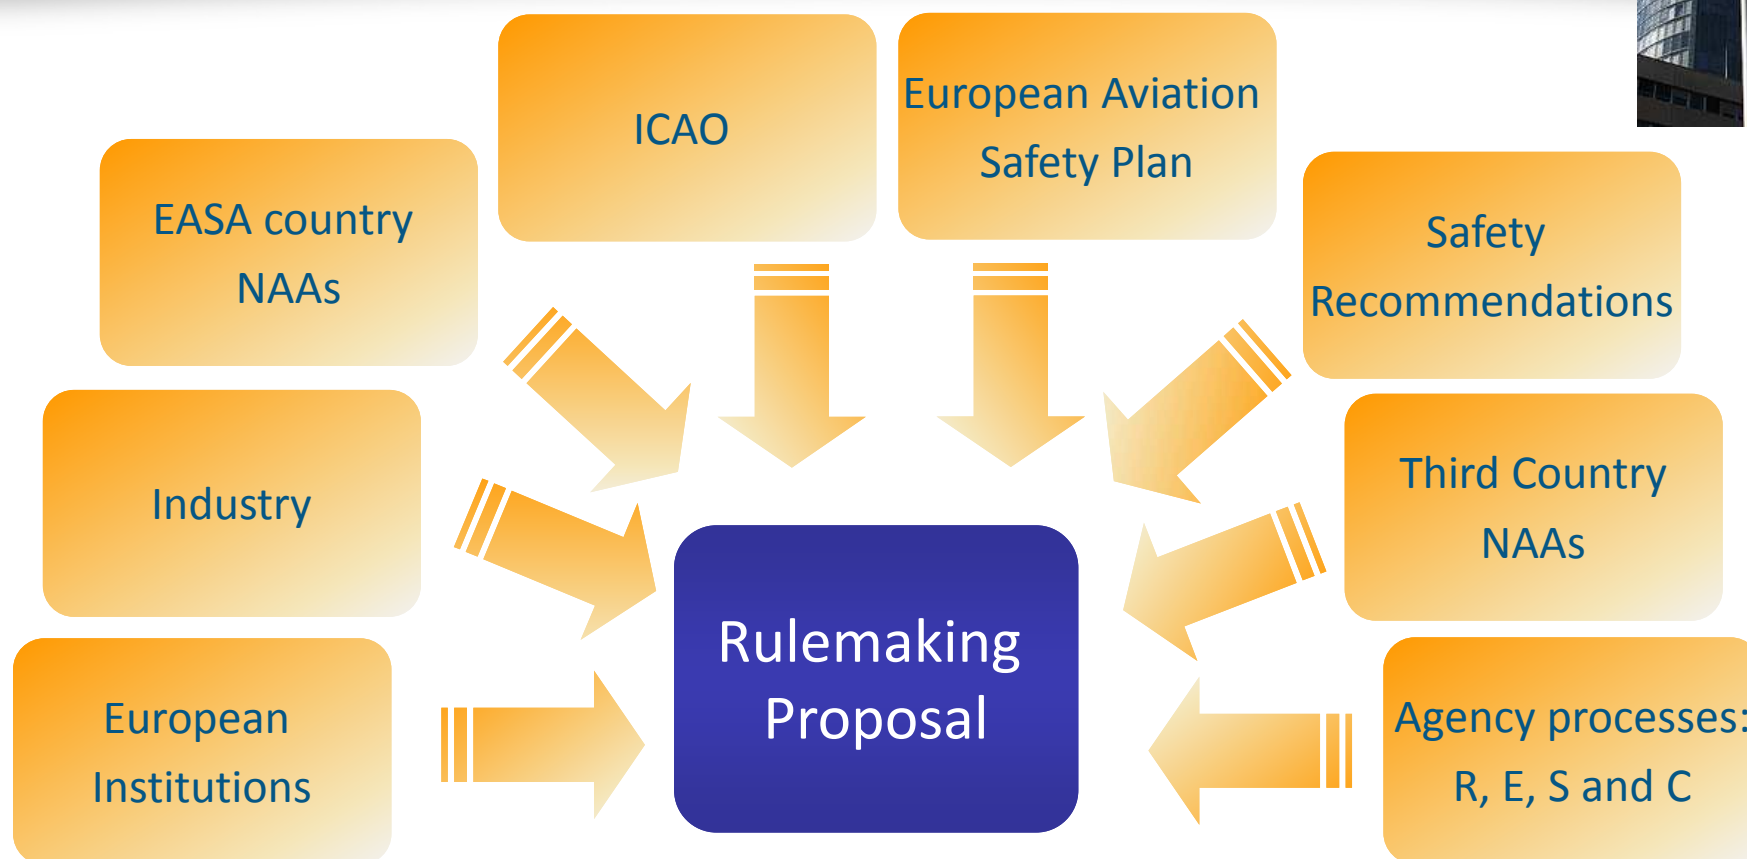 ICAO
European Aviation
Safety Plan
EASA country
NAAs
Safety
Recommendations
Industry
Third Country
NAAs
Rulemaking
Proposal
European
Institutions
Agency processes:
R, E, S and C